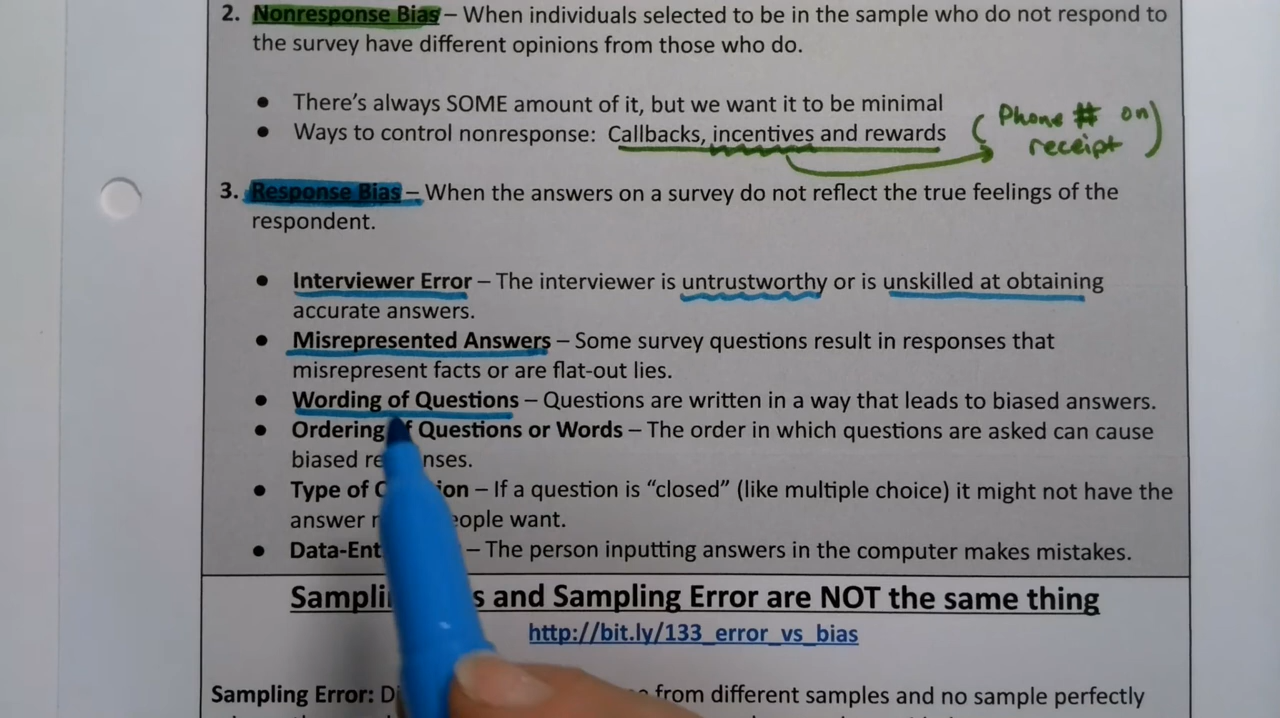 2. Nonresponse Bias – When individuals selected to be in the sample who do not respond to
the survey have different opinions from those who do.
• There's always SOME amount of it, but we want it to be minimal
• Ways to control nonresponse: Callbacks, incentives and rewards
(Phone # on
receipt)
3. Response Bias – When the answers on a survey do not reflect the true feelings of the
respondent.
• Interviewer Error – The interviewer is untrustworthy or is unskilled at obtaining
accurate answers.
• Misrepresented Answers – Some survey questions result in responses that
misrepresent facts or are flat-out lies.
• Wording of Questions – Questions are written in a way that leads to biased answers.
• Ordering of Questions or Words – The order in which questions are asked can cause
biased
• Type of – If a question is "closed" (like multiple choice) it might not have the
answer people want.
• – The person inputting answers in the computer makes mistakes.
and Sampling Error are NOT the same thing
http://bit.ly/133_error_vs_bias
Sampling Error: from different samples and no sample perfectly